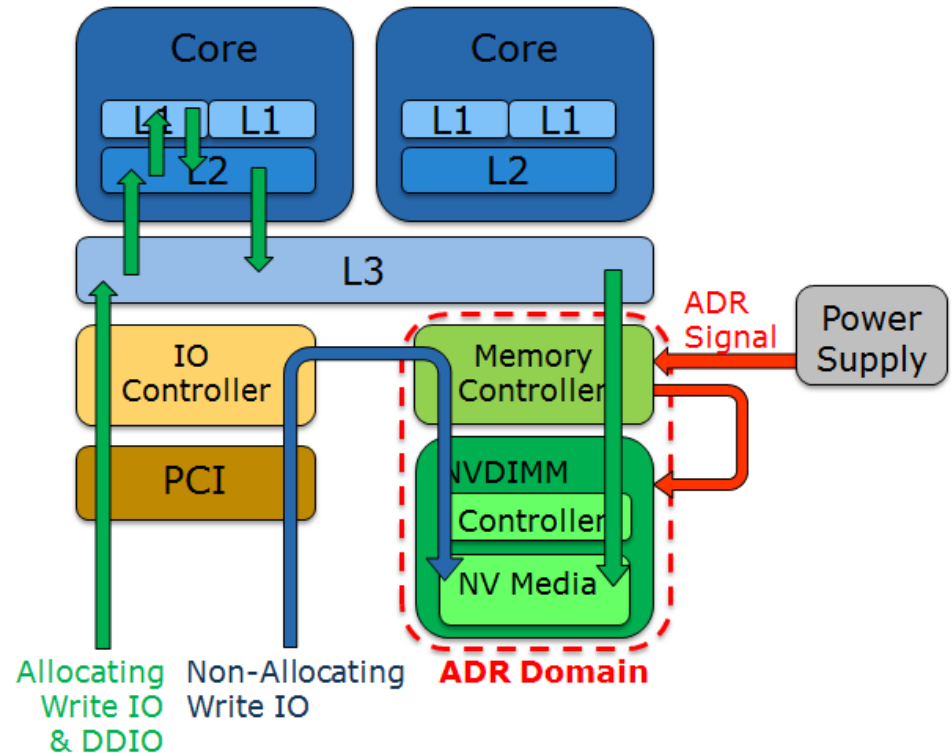 Core
Core
L1
L1
L1
L1
L2
L2
L3
ADR
Signal
Power
Supply
IO
Controller
Memory
Controller
PCI
NVDIMM
Controller
NV Media
Allocating
Write IO
& DDIO
Non-Allocating
Write IO
ADR Domain